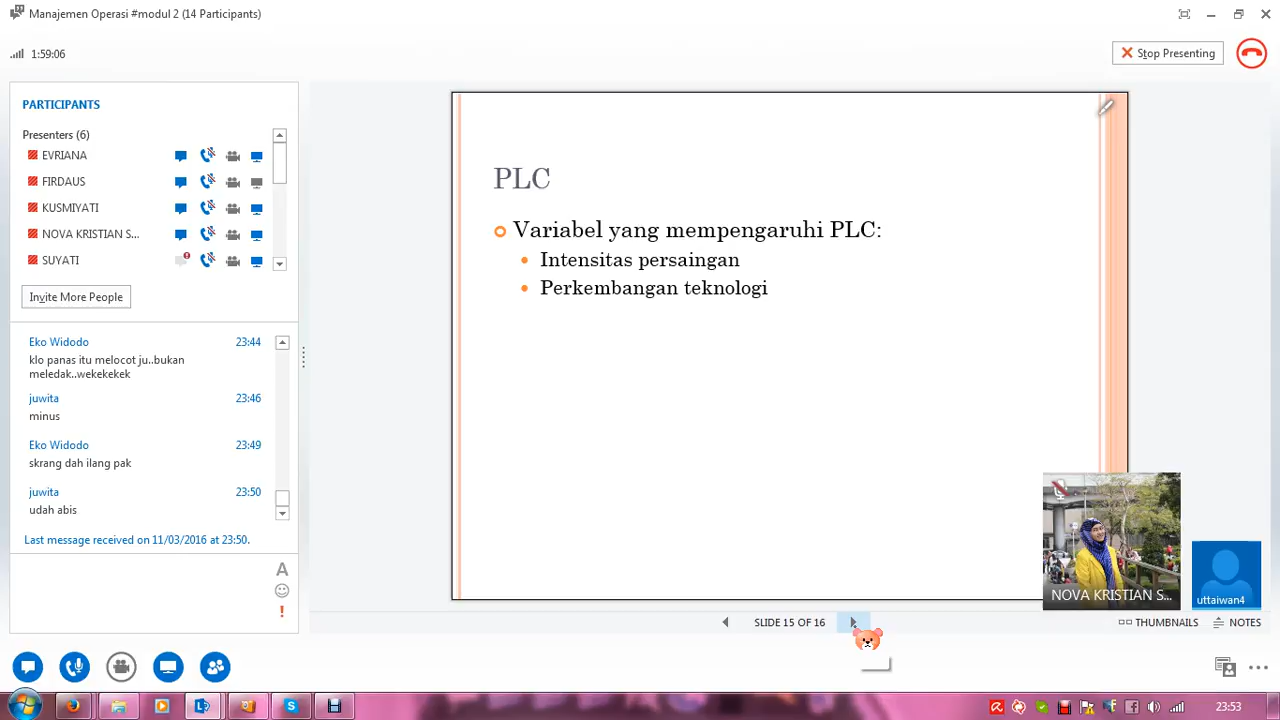 Manajemen Operasi #modul 2 (14 Participants)
1:59:06
Stop Presenting
PARTICIPANTS
Presenters (6)
EVRIANA
FIRDAUS
KUSMIYATI
NOVA KRISTIAN S...
SUYATI
Invite More People
Eko Widodo 23:44
klo panas itu melocot ju..bukan
meledak..wekekekek
juwita 23:46
minus
Eko Widodo 23:49
skrang dah ilang pak
juwita 23:50
udah abis
Last message received on 11/03/2016 at 23:50.
PLC
Variabel yang mempengaruhi PLC:
Intensitas persaingan
Perkembangan teknologi
NOVA KRISTIAN S...
uttaiwan4
SLIDE 15 OF 16
THUMBNAILS
NOTES
23:53